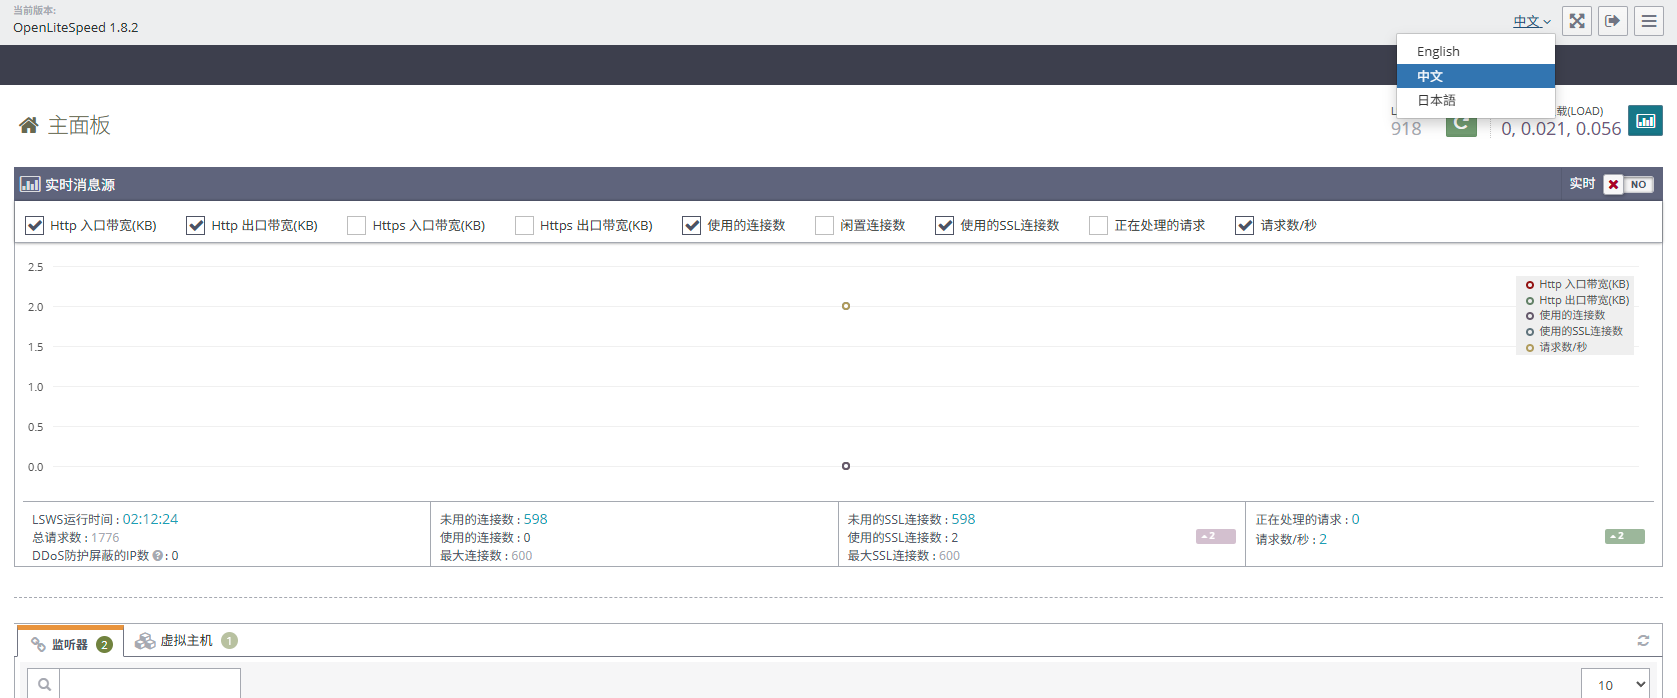 当前版本:
OpenLiteSpeed 1.8.2
中文
English
中文
日本語
主面板
918
载(LOAD)
0, 0.021, 0.056
实时消息源
实时
NO
Http 入口带宽(KB)
Http 出口带宽(KB)
Https 入口带宽(KB)
Https 出口带宽(KB)
使用的连接数
闲置连接数
使用的SSL连接数
正在处理的请求
请求数/秒
2.5
2.0
1.5
1.0
0.5
0.0
Http 入口带宽(KB)
Http 出口带宽(KB)
使用的连接数
使用的SSL连接数
请求数/秒
LSWS运行时间 : 02:12:24
总请求数 : 1776
DDoS防护屏蔽的IP数 : 0
未用的连接数 : 598
使用的连接数 : 0
最大连接数 : 600
未用的SSL连接数 : 598
使用的SSL连接数 : 2
最大SSL连接数 : 600
2
正在处理的请求 : 0
请求数/秒 : 2
2
监听器 2
虚拟主机 1
10